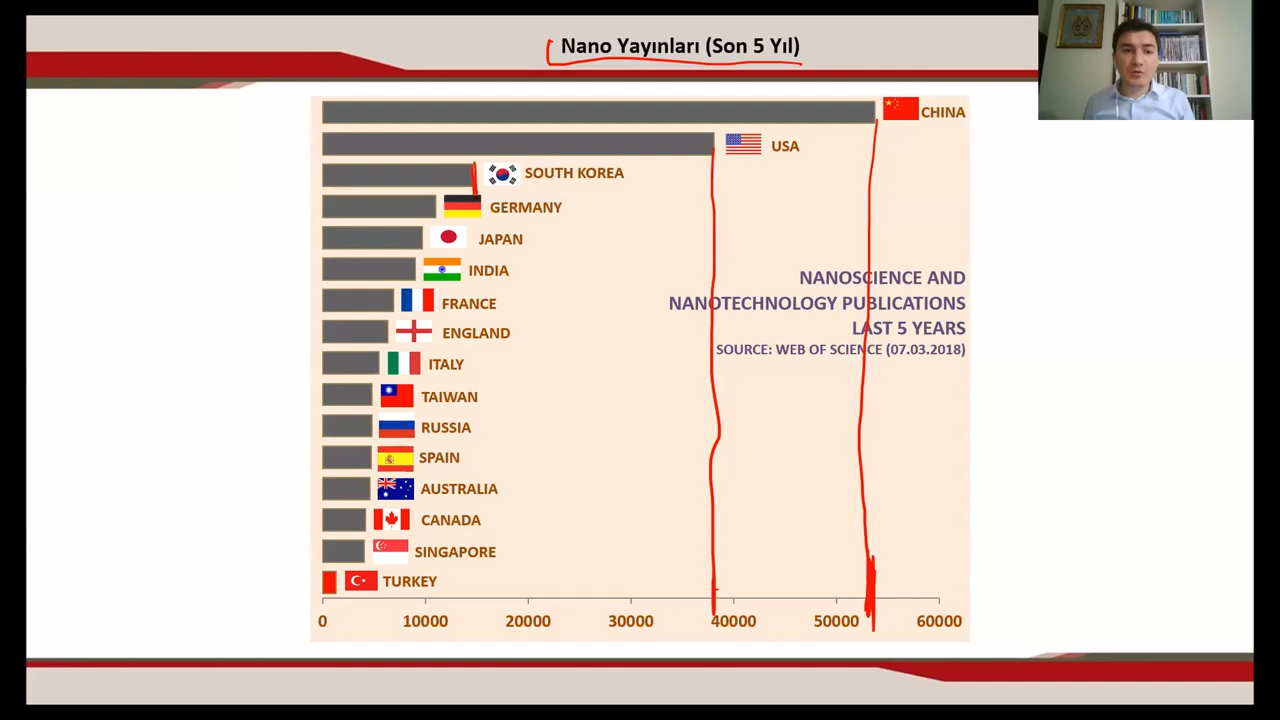 Nano Yayınları (Son 5 Yıl)
CHINA
USA
SOUTH KOREA
GERMANY
JAPAN
INDIA
FRANCE
ENGLAND
ITALY
TAIWAN
RUSSIA
SPAIN
AUSTRALIA
CANADA
SINGAPORE
TURKEY
NANOSCIENCE AND
NANOTECHNOLOGY PUBLICATIONS
LAST 5 YEARS
SOURCE: WEB OF SCIENCE (07.03.2018)
0 10000 20000 30000 40000 50000 60000